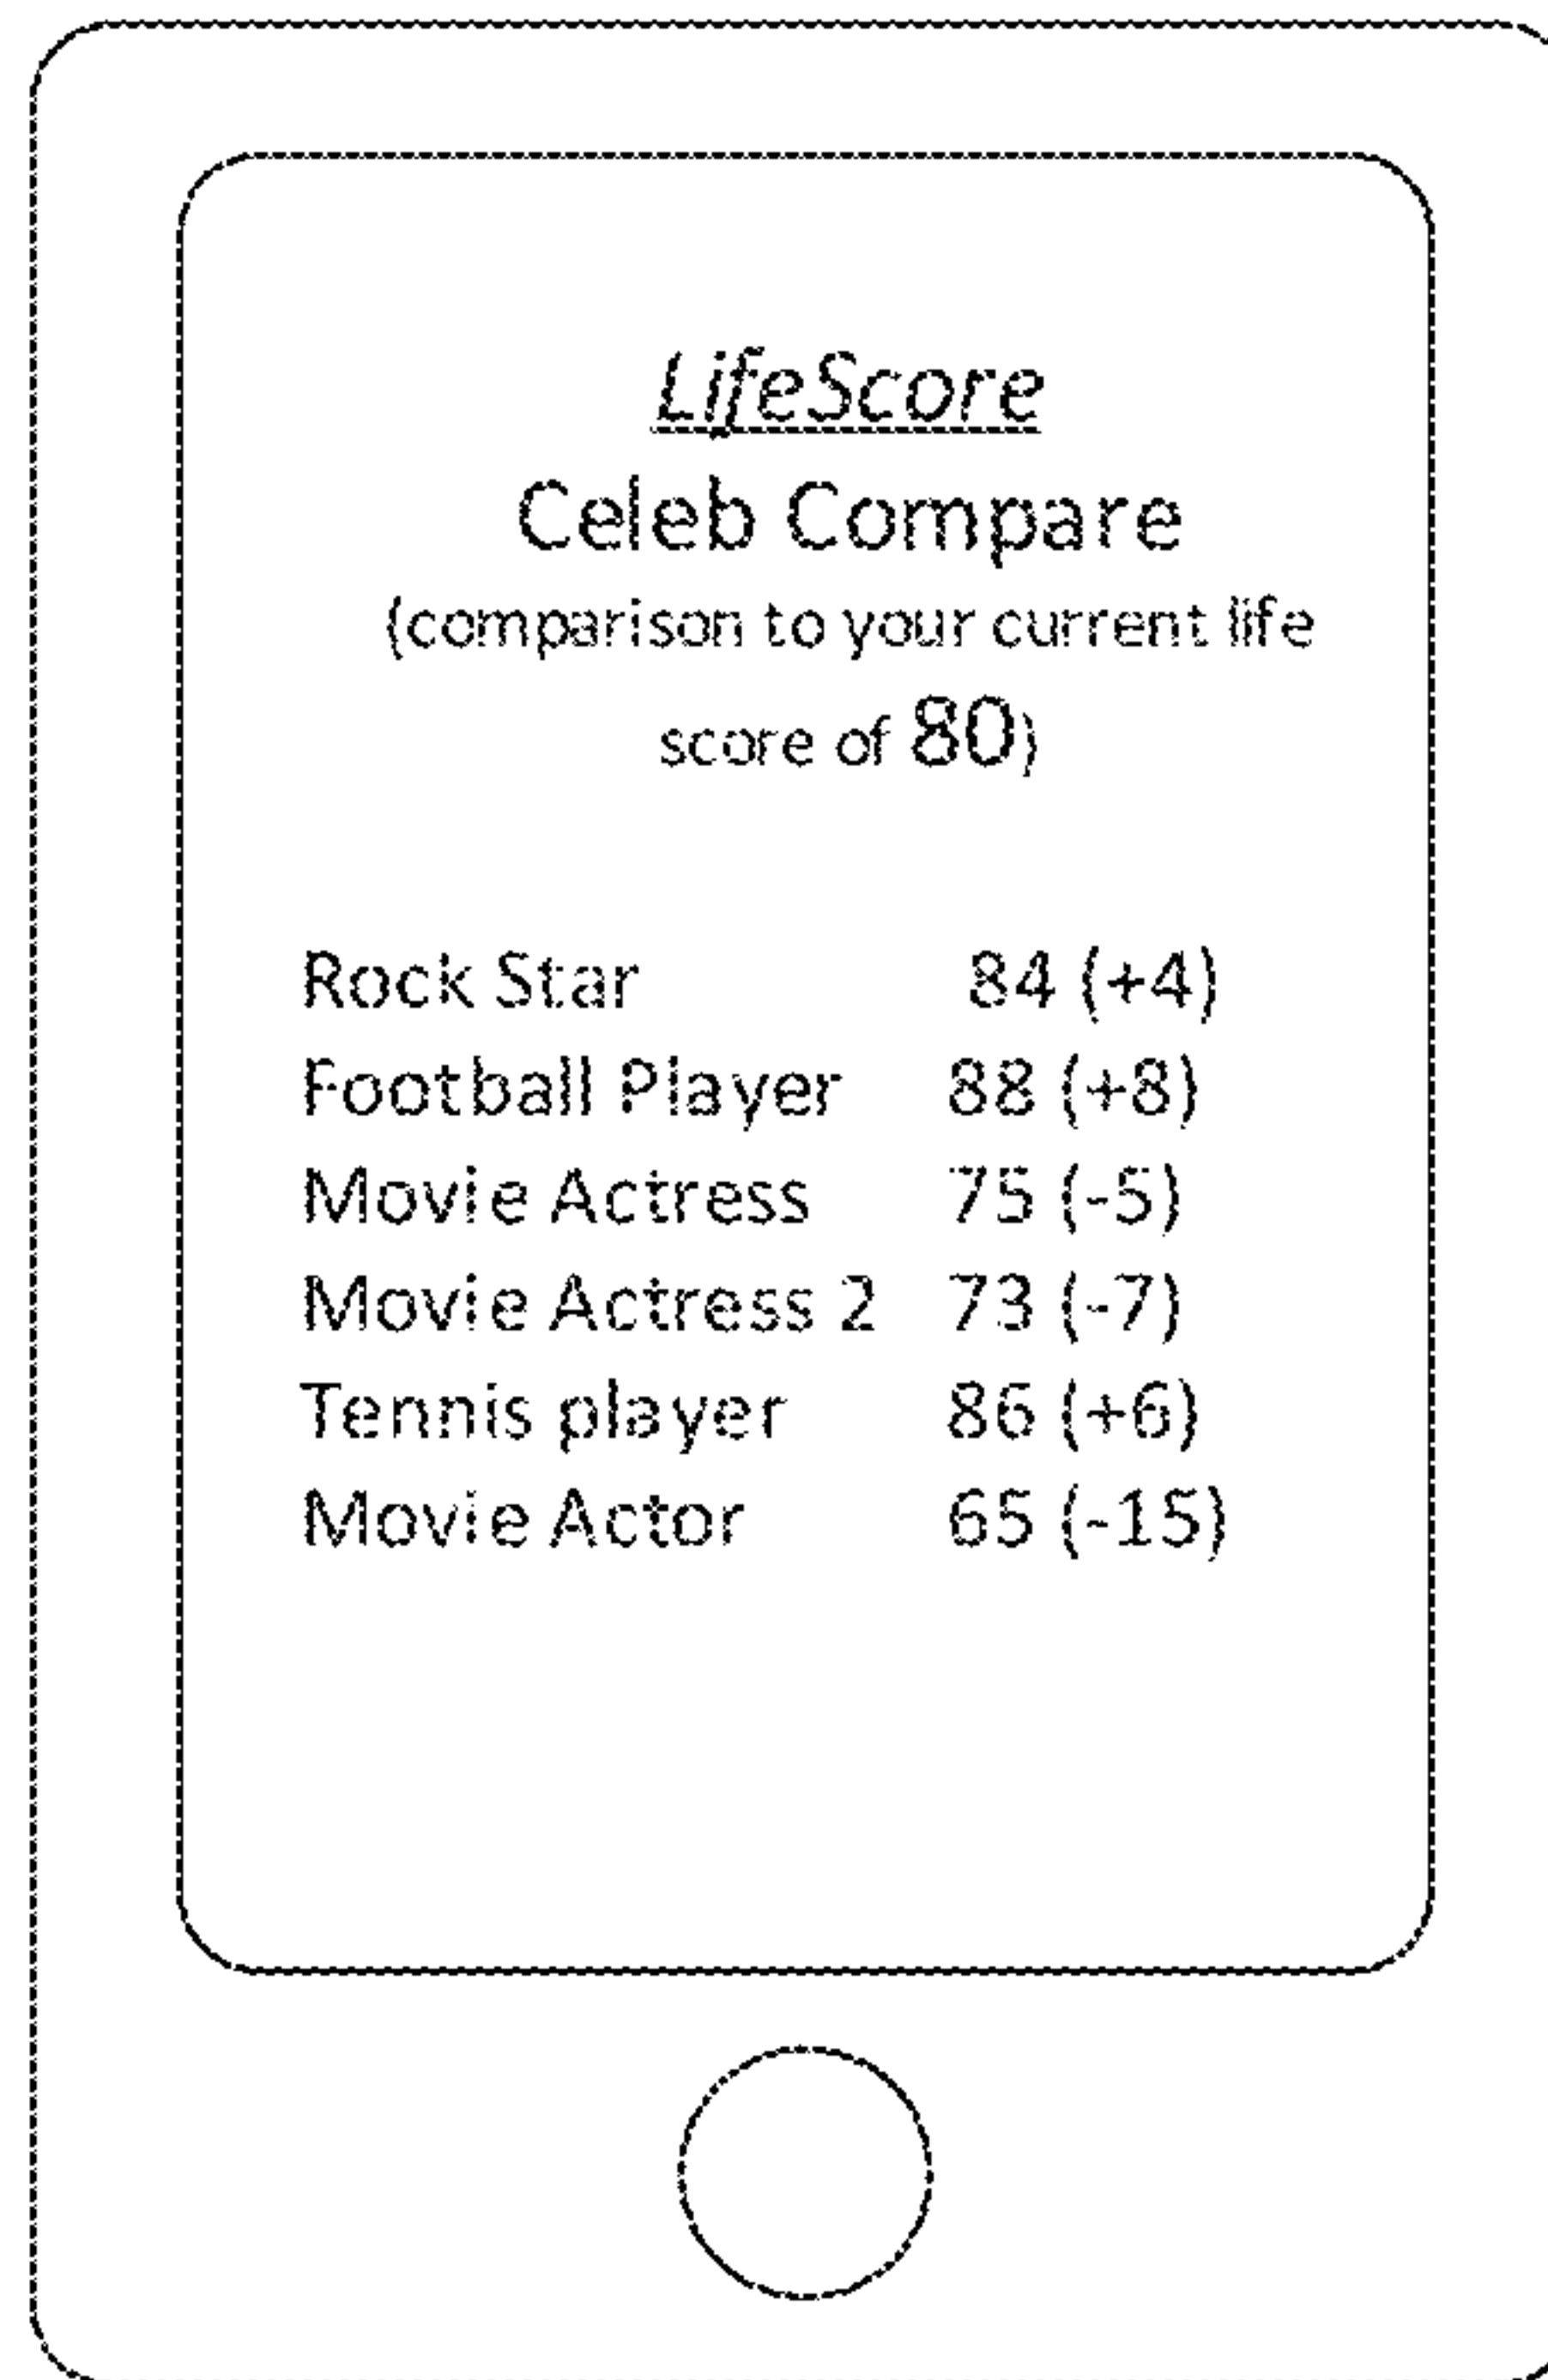 LifeScore
Celeb Compare
(comparison to your current life
score of 80)
Rock Star 84 (+4)
Football Player 88 (+8)
Movie Actress 75 (-5)
Movie Actress 2 73 (-7)
Tennis player 86 (+6)
Movie Actor 65 (-15)